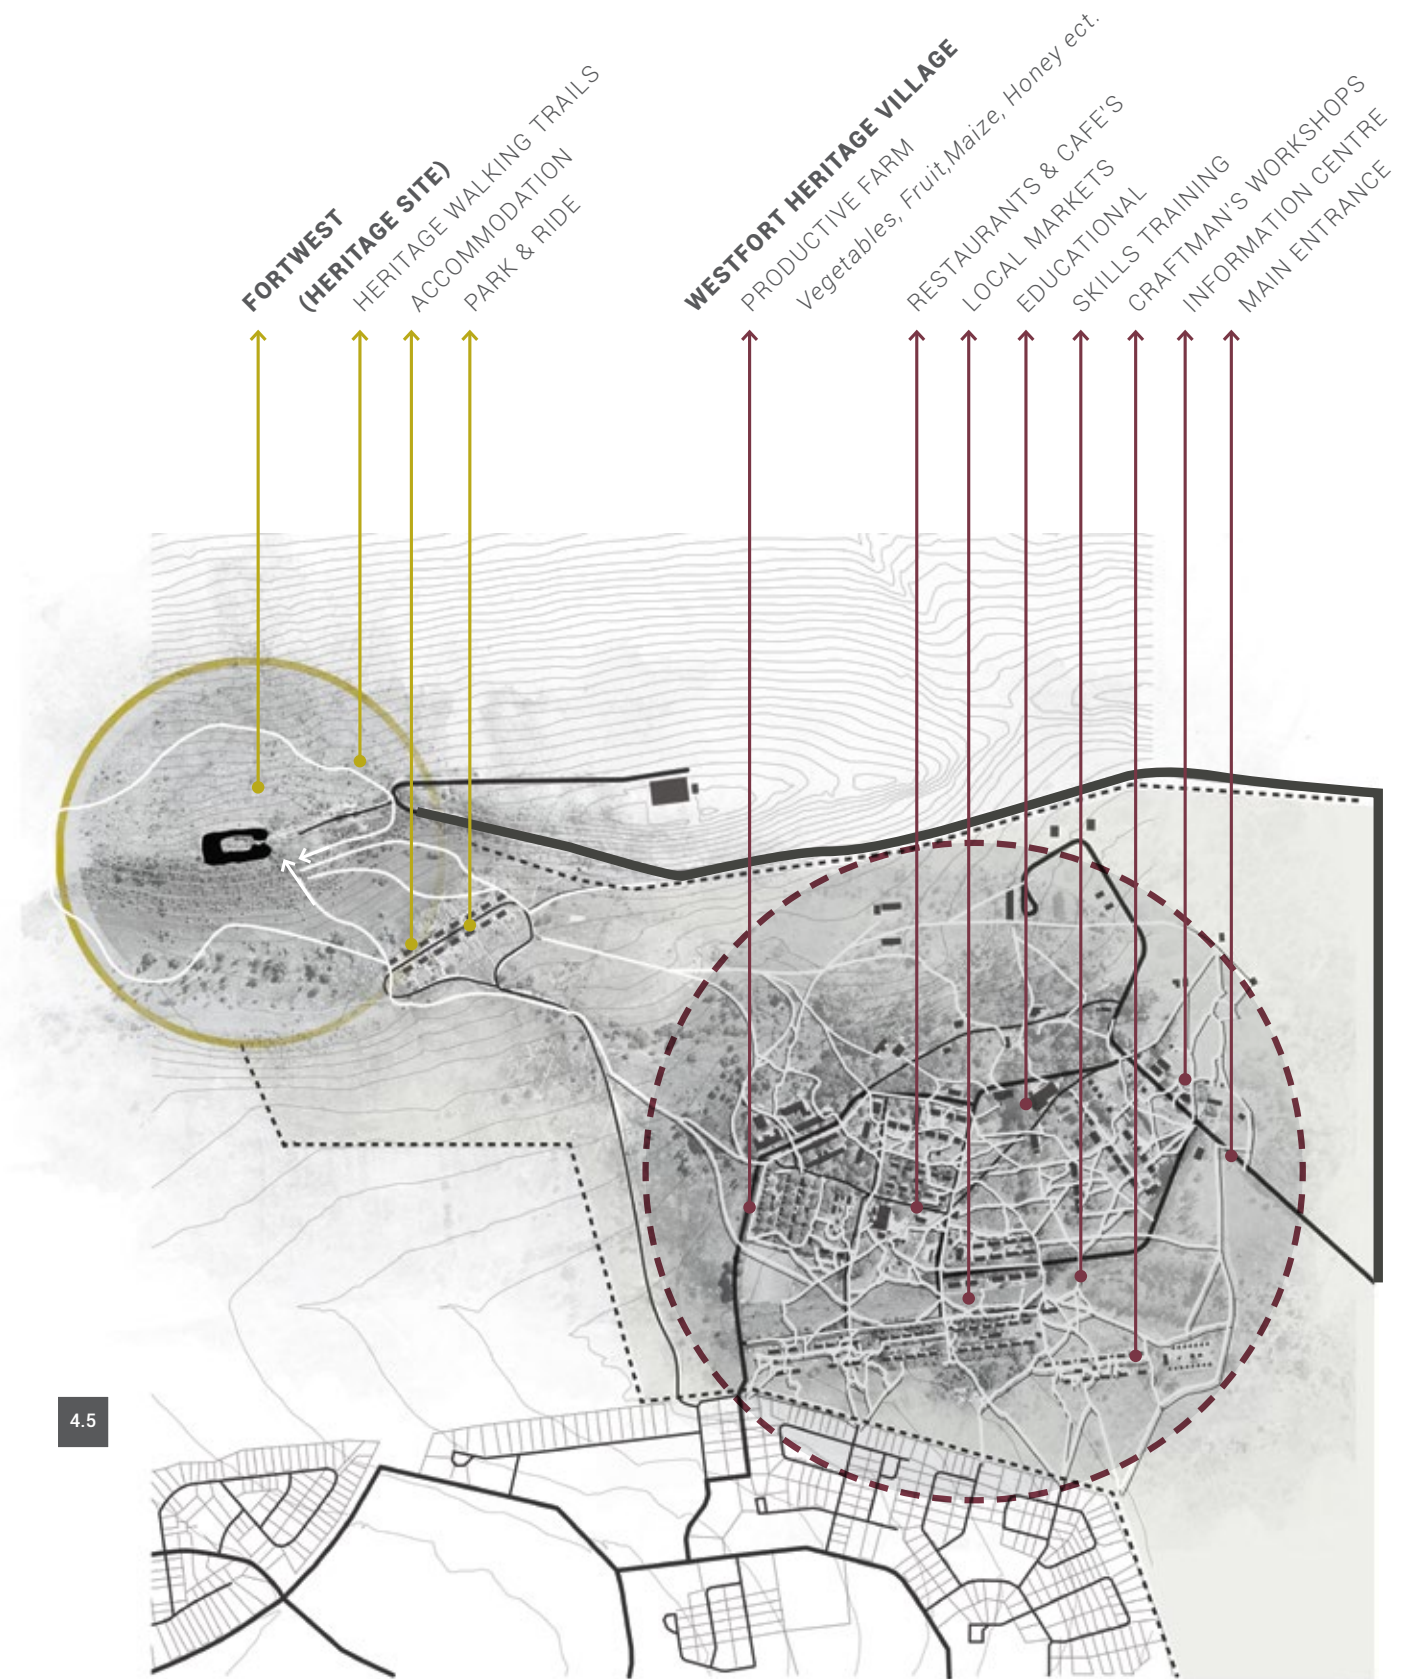 FORTWEST
(HERITAGE SITE)
HERITAGE WALKING TRAILS
ACCOMMODATION
PARK & RIDE
WESTFORT HERITAGE VILLAGE
PRODUCTIVE FARM
Vegetables, Fruit,Maize, Honey ect.
RESTAURANTS & CAFE'S
LOCAL MARKETS
EDUCATIONAL
SKILLS TRAINING
CRAFTMAN'S WORKSHOPS
INFORMATION CENTRE
MAIN ENTRANCE
4.5